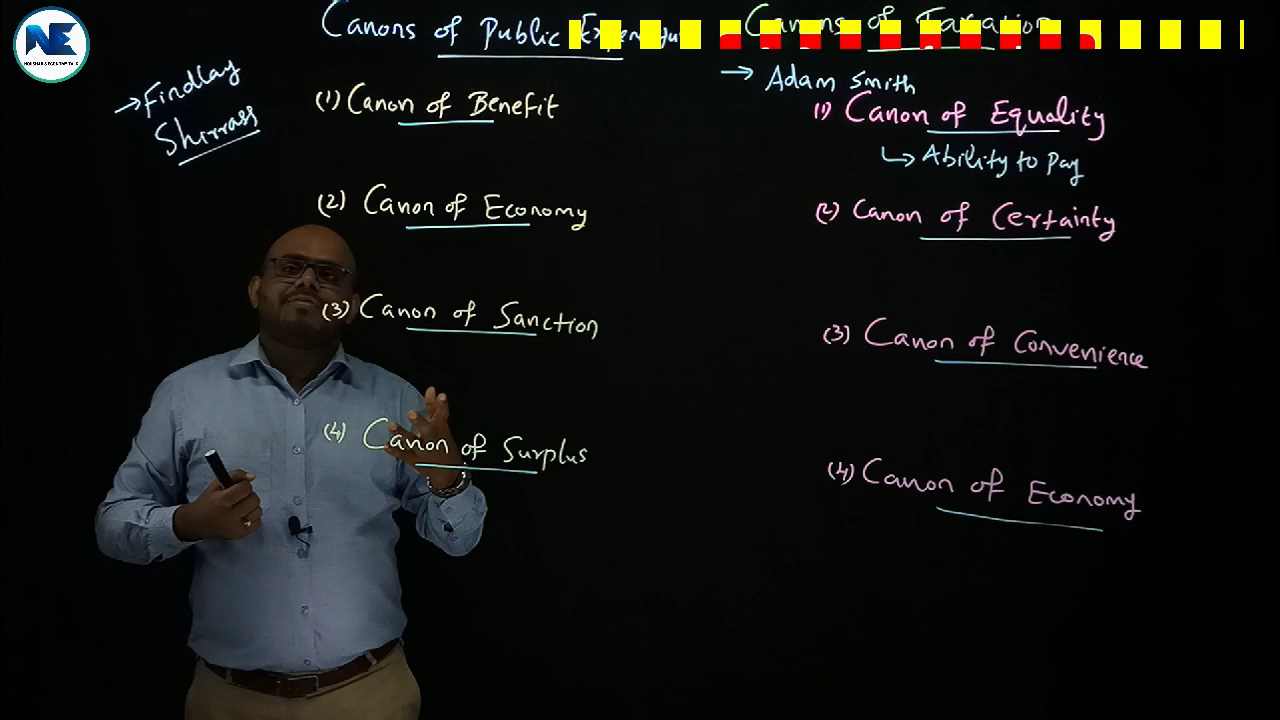 NE
Canons of Public
Canons of Taxation
→ Findlay
Shirrass
(1) Canon of Benefit
(2) Canon of Economy
(3) Canon of Sanction
(4) Canon of Surplus
→ Adam Smith
(1) Canon of Equality
↳ Ability to Pay
(2) Canon of Certainty
(3) Canon of Convenience
(4) Canon of Economy